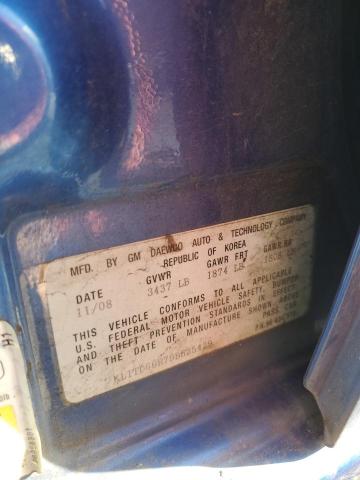 MFD. BY GM DAEWOO AUTO & TECHNOLOGY COMPANY
REPUBLIC OF KOREA
DATE GVWR GAWR FRT GAWR RR
11/08 3437 LB 1874 LB
THIS VEHICLE CONFORMS TO ALL APPLICABLE
U.S. FEDERAL MOTOR VEHICLE SAFETY, BUMPER
AND THEFT PREVENTION STANDARDS IN EFFECT
ON THE DATE OF MANUFACTURE SHOWN ABOVE
PASS. CAR